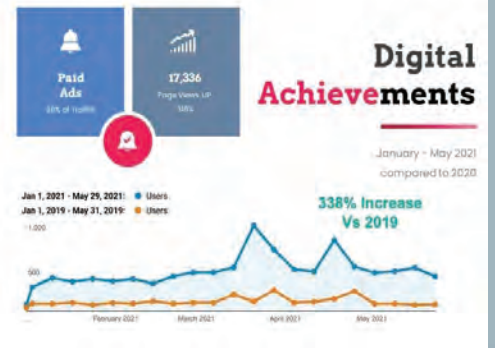 Paid
Ads
of Traffic
17,336
Page Views UP
Digital
Achievements
January - May 2021
compared to 2020
Jan 1, 2021 - May 29, 2021: Users
Jan 1, 2019 - May 31, 2019: Users
338% Increase
Vs 2019
1,000
500
...
February 2021
March 2021
April 2021
May 2021